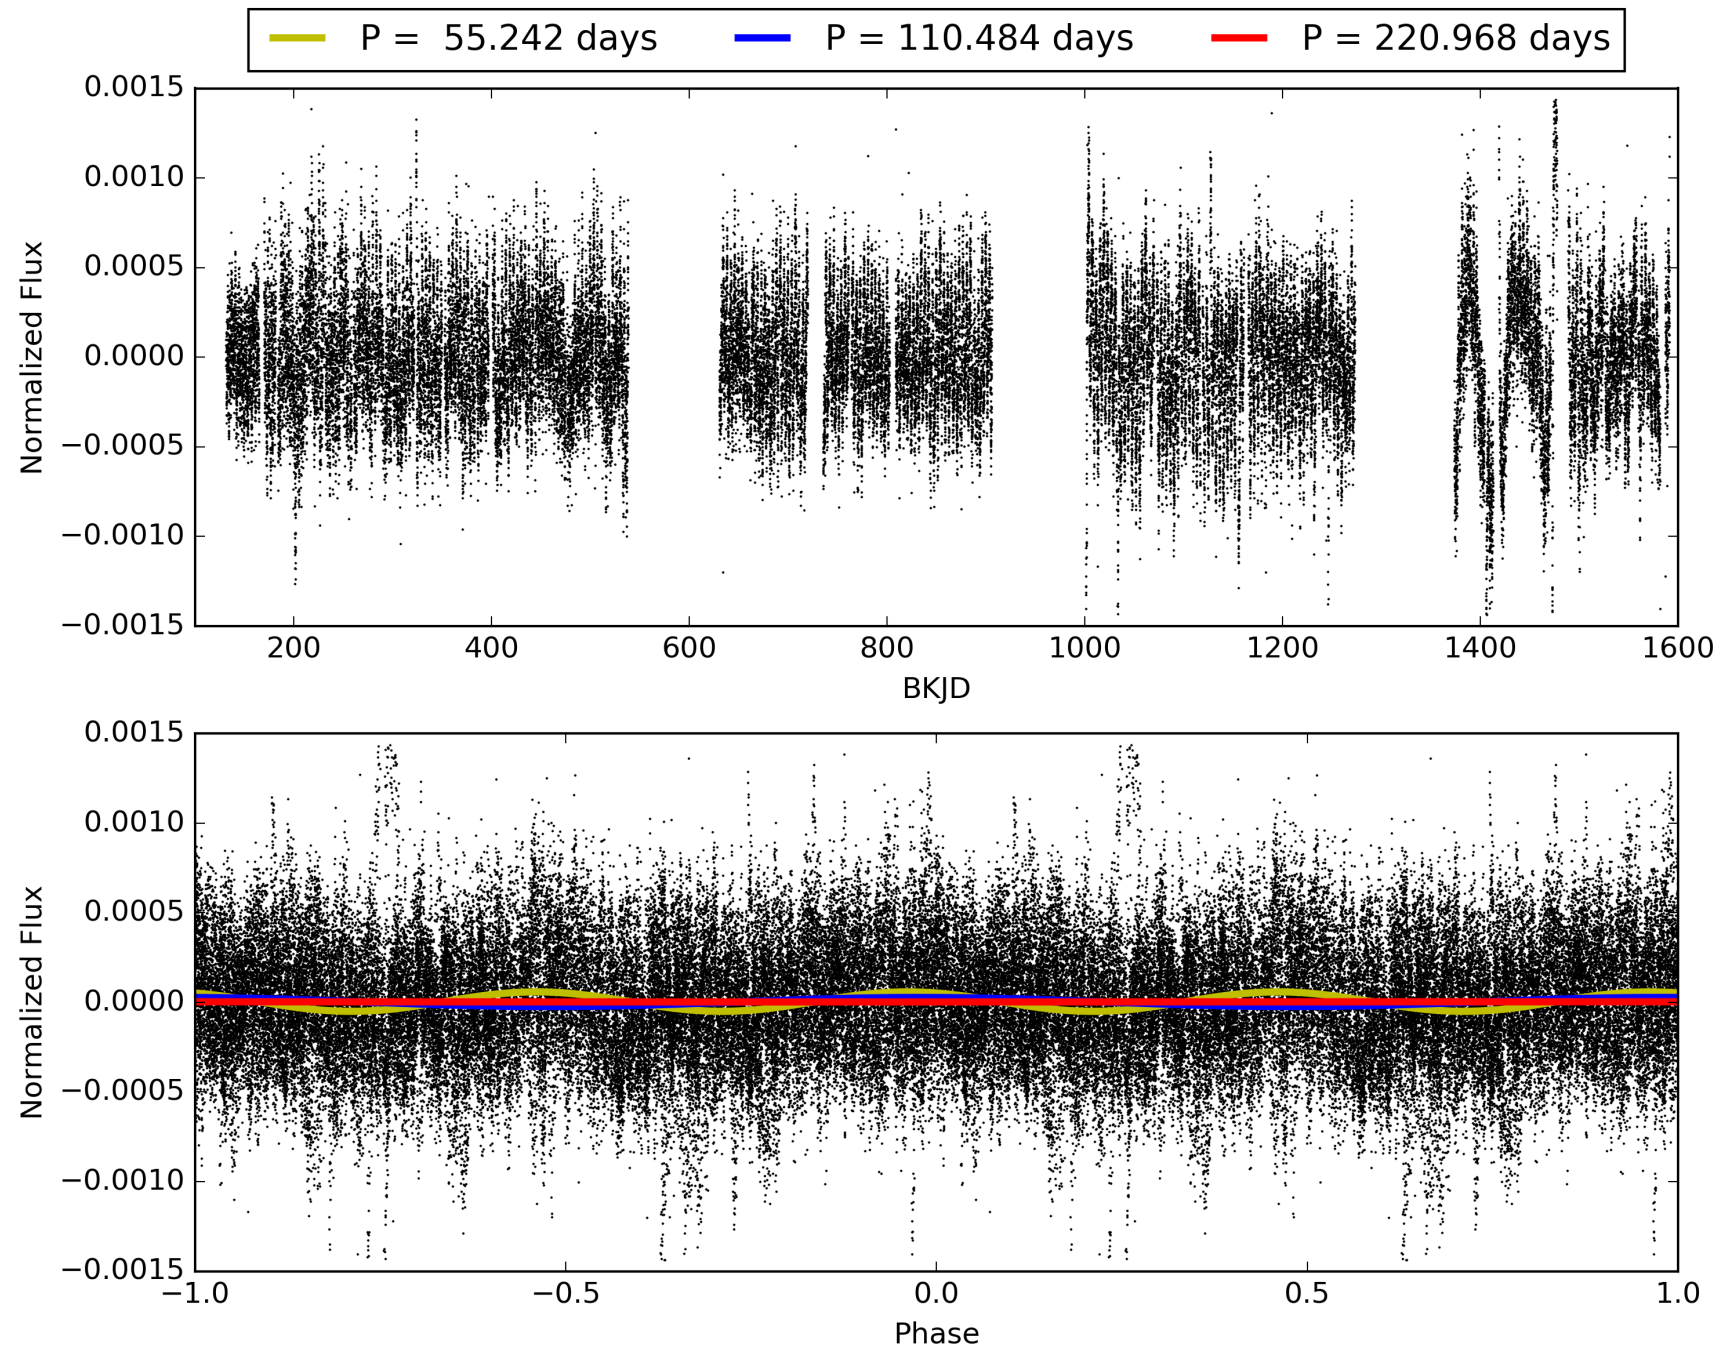 P =  55.242 days P = 110.484 days P = 220.968 days
0.0015
0.0010
0.0005
0.0000
−0.0005
−0.0010
−0.0015
Normalized Flux
200 400 600 800 1000 1200 1400 1600
BKJD
0.0015
0.0010
0.0005
0.0000
−0.0005
−0.0010
−0.0015
Normalized Flux
−1.0 −0.5 0.0 0.5 1.0
Phase